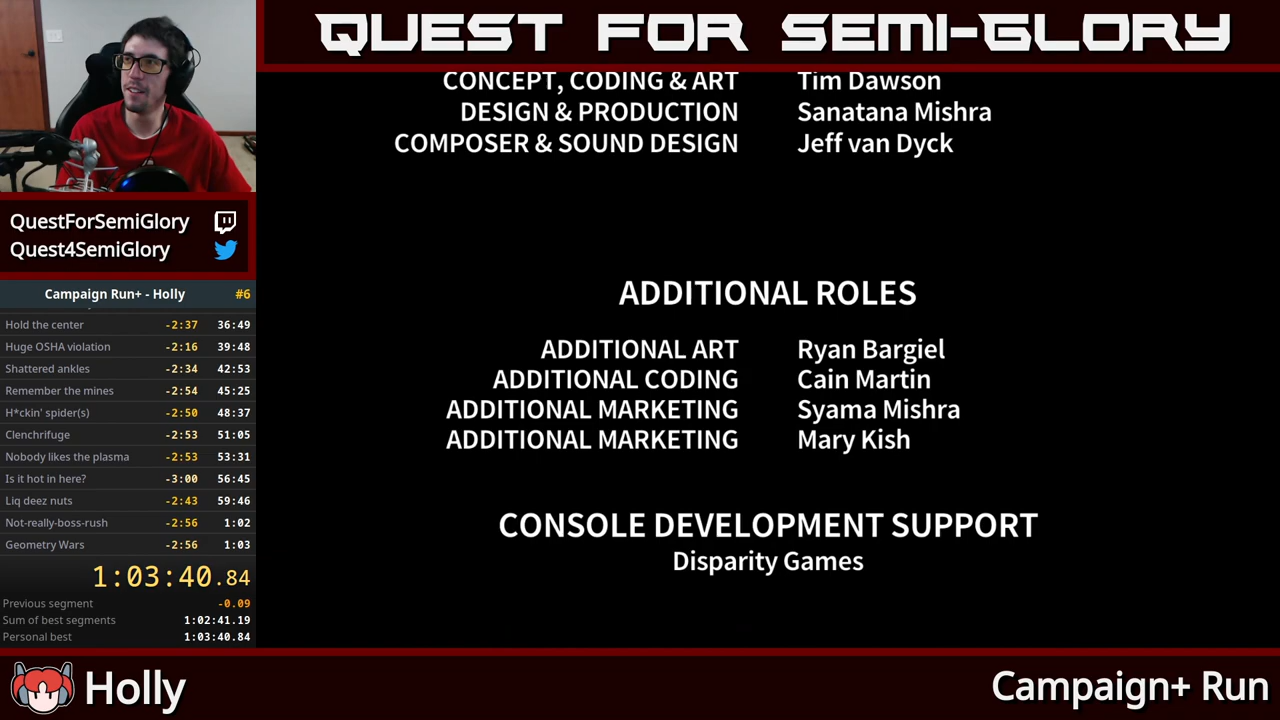 QUEST FOR SEMI-GLORY
QuestForSemiGlory
Quest4SemiGlory
Campaign Run+ - Holly #6
Hold the center -2:37 36:49
Huge OSHA violation -2:16 39:48
Shattered ankles -2:34 42:53
Remember the mines -2:54 45:25
H*ckin' spider(s) -2:50 48:37
Clenchrifuge -2:53 51:05
Nobody likes the plasma -2:53 53:31
Is it hot in here? -3:00 56:45
Liq deez nuts -2:43 59:46
Not-really-boss-rush -2:56 1:02
Geometry Wars -2:56 1:03
1:03:40.84
Previous segment -0.09
Sum of best segments 1:02:41.19
Personal best 1:03:40.84
CONCEPT, CODING & ART Tim Dawson
DESIGN & PRODUCTION Sanatana Mishra
COMPOSER & SOUND DESIGN Jeff van Dyck
ADDITIONAL ROLES
ADDITIONAL ART Ryan Bargiel
ADDITIONAL CODING Cain Martin
ADDITIONAL MARKETING Syama Mishra
ADDITIONAL MARKETING Mary Kish
CONSOLE DEVELOPMENT SUPPORT
Disparity Games
Holly
Campaign+ Run